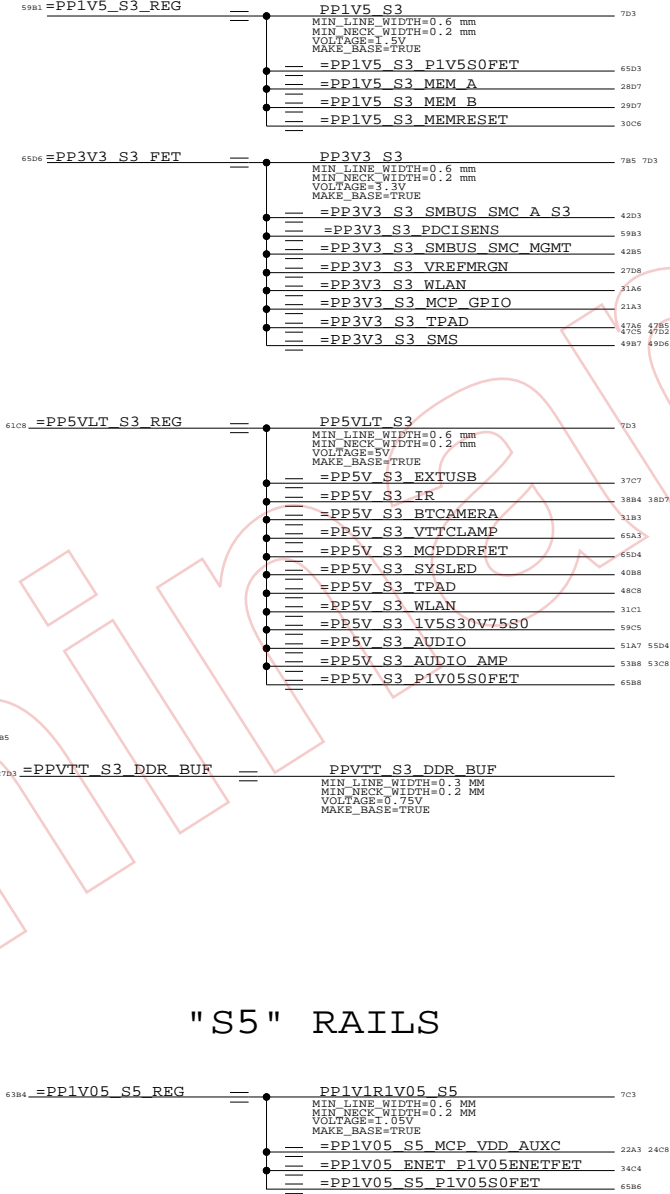 59B1 =PP1V5_S3_REG PP1V5_S3 7D3
MIN_LINE_WIDTH=0.6 mm
MIN_NECK_WIDTH=0.2 mm
VOLTAGE=1.5V
MAKE_BASE=TRUE
=PP1V5_S3_P1V5S0FET 65D3
=PP1V5_S3_MEM_A 28D7
=PP1V5_S3_MEM_B 29D7
=PP1V5_S3_MEMRESET 30C6
65D6 =PP3V3_S3_FET PP3V3_S3 7B5 7D3
MIN_LINE_WIDTH=0.6 mm
MIN_NECK_WIDTH=0.2 mm
VOLTAGE=3.3V
MAKE_BASE=TRUE
=PP3V3_S3_SMBUS_SMC_A_S3 42D3
=PP3V3_S3_PDCISENS 59B3
=PP3V3_S3_SMBUS_SMC_MGMT 42B5
=PP3V3_S3_VREFMRGN 27D8
=PP3V3_S3_WLAN 31A6
=PP3V3_S3_MCP_GPIO 21A3
=PP3V3_S3_TPAD 47A6 47B5
47C5 47D2
=PP3V3_S3_SMS 49B7 49D6
61C8 =PP5VLT_S3_REG PP5VLT_S3 7D3
MIN_LINE_WIDTH=0.6 mm
MIN_NECK_WIDTH=0.2 mm
VOLTAGE=5V
MAKE_BASE=TRUE
=PP5V_S3_EXTUSB 37C7
=PP5V_S3_IR 38B4 38D7
=PP5V_S3_BTCAMERA 31B3
=PP5V_S3_VTTCLAMP 65A3
=PP5V_S3_MCPDDRFET 65D4
=PP5V_S3_SYSLED 40B8
=PP5V_S3_TPAD 48C8
=PP5V_S3_WLAN 31C1
=PP5V_S3_1V5S30V75S0 59C5
=PP5V_S3_AUDIO 51A7 55D4
=PP5V_S3_AUDIO_AMP 53B8 53C8
=PP5V_S3_P1V05S0FET 65B8
B5
7D3 =PPVTT_S3_DDR_BUF PPVTT_S3_DDR_BUF
MIN_LINE_WIDTH=0.3 MM
MIN_NECK_WIDTH=0.2 MM
VOLTAGE=0.75V
MAKE_BASE=TRUE
"S5" RAILS
63B4 =PP1V05_S5_REG PP1V1R1V05_S5 7C3
MIN_LINE_WIDTH=0.6 MM
MIN_NECK_WIDTH=0.2 MM
VOLTAGE=1.05V
MAKE_BASE=TRUE
=PP1V05_S5_MCP_VDD_AUXC 22A3 24C8
=PP1V05_ENET_P1V05ENETFET 34C4
=PP1V05_S5_P1V05S0FET 65B6